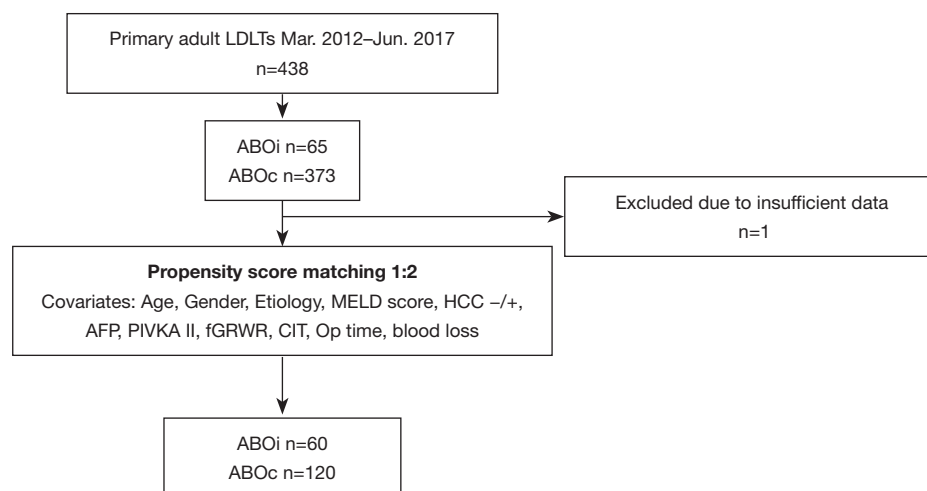 Primary adult LDLTs Mar. 2012–Jun. 2017
n=438
ABOi n=65
ABOc n=373
Excluded due to insufficient data
n=1
Propensity score matching 1:2
Covariates: Age, Gender, Etiology, MELD score, HCC −/+,
AFP, PIVKA II, fGRWR, CIT, Op time, blood loss
ABOi n=60
ABOc n=120